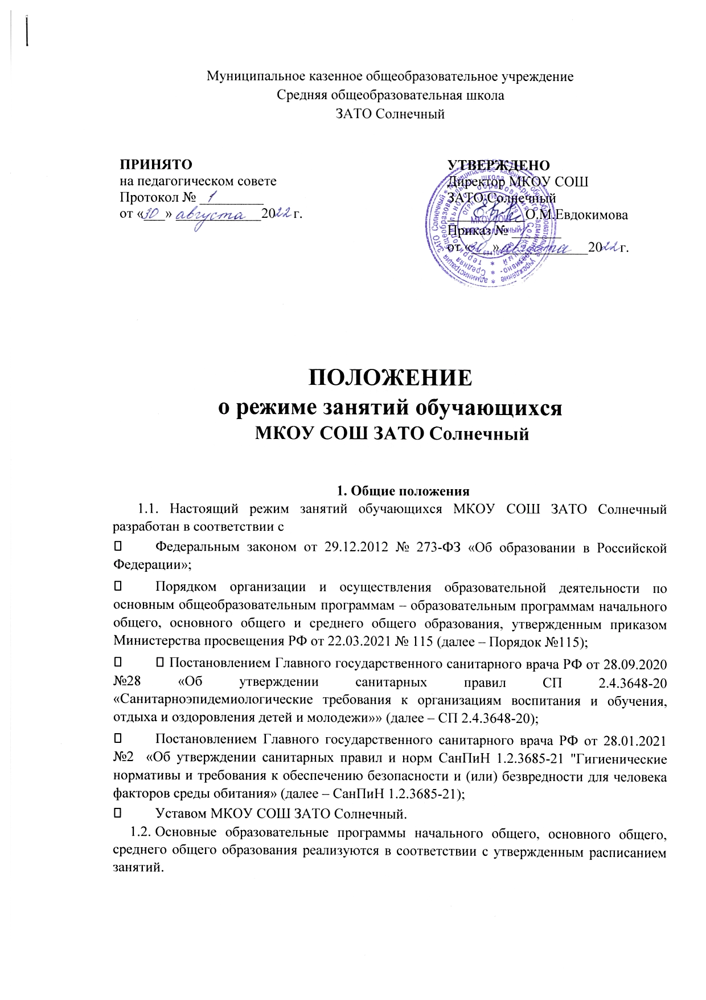 Муниципальное казенное общеобразовательное учреждение
Средняя общеобразовательная школа
ЗАТО Солнечный
ПРИНЯТО
на педагогическом совете
Протокол № 1
от «30» августа 2022 г.
УТВЕРЖДЕНО
Директор МКОУ СОШ
ЗАТО Солнечный
О.М.Евдокимова
Приказ №
от «30» августа 2022 г.
ПОЛОЖЕНИЕ
о режиме занятий обучающихся
МКОУ СОШ ЗАТО Солнечный
1. Общие положения
1.1. Настоящий режим занятий обучающихся МКОУ СОШ ЗАТО Солнечный
разработан в соответствии с
Федеральным законом от 29.12.2012 № 273-ФЗ «Об образовании в Российской
Федерации»;
Порядком организации и осуществления образовательной деятельности по
основным общеобразовательным программам – образовательным программам начального
общего, основного общего и среднего общего образования, утвержденным приказом
Министерства просвещения РФ от 22.03.2021 № 115 (далее – Порядок №115);
Постановлением Главного государственного санитарного врача РФ от 28.09.2020
№28 «Об утверждении санитарных правил СП 2.4.3648-20
«Санитарноэпидемиологические требования к организациям воспитания и обучения,
отдыха и оздоровления детей и молодежи»» (далее – СП 2.4.3648-20);
Постановлением Главного государственного санитарного врача РФ от 28.01.2021
№2 «Об утверждении санитарных правил и норм СанПиН 1.2.3685-21 "Гигиенические
нормативы и требования к обеспечению безопасности и (или) безвредности для человека
факторов среды обитания» (далее – СанПиН 1.2.3685-21);
Уставом МКОУ СОШ ЗАТО Солнечный.
1.2. Основные образовательные программы начального общего, основного общего,
среднего общего образования реализуются в соответствии с утвержденным расписанием
занятий.